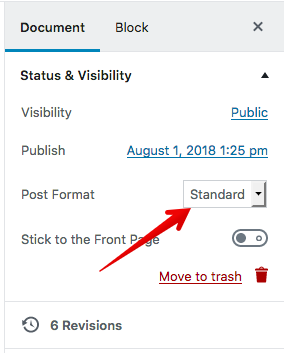 Document Block
Status & Visibility
Visibility Public
Publish August 1, 2018 1:25 pm
Post Format Standard
Stick to the Front Page
Move to trash
6 Revisions